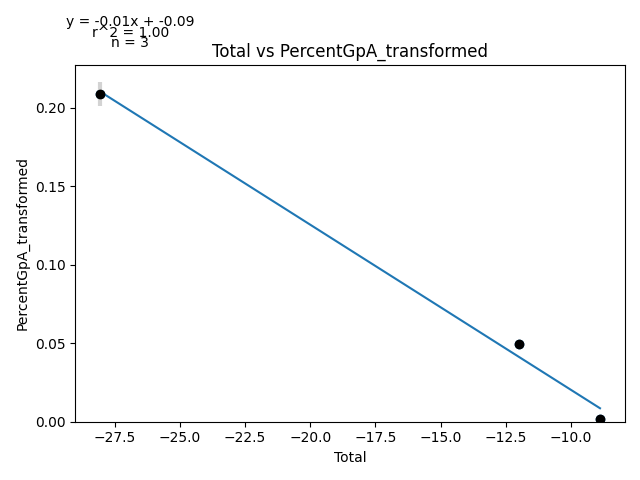 y = -0.01x + -0.09
r^2 = 1.00
n = 3
Total vs PercentGpA_transformed
PercentGpA_transformed
0.20
0.15
0.10
0.05
0.00
−27.5 −25.0 −22.5 −20.0 −17.5 −15.0 −12.5 −10.0
Total